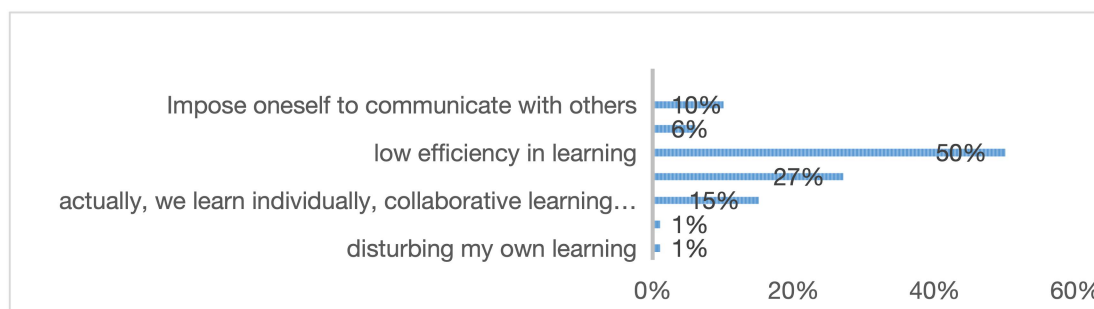 Impose oneself to communicate with others 10%
6%
low efficiency in learning 50%
27%
actually, we learn individually, collaborative learning... 15%
1%
disturbing my own learning 1%
0% 20% 40% 60%